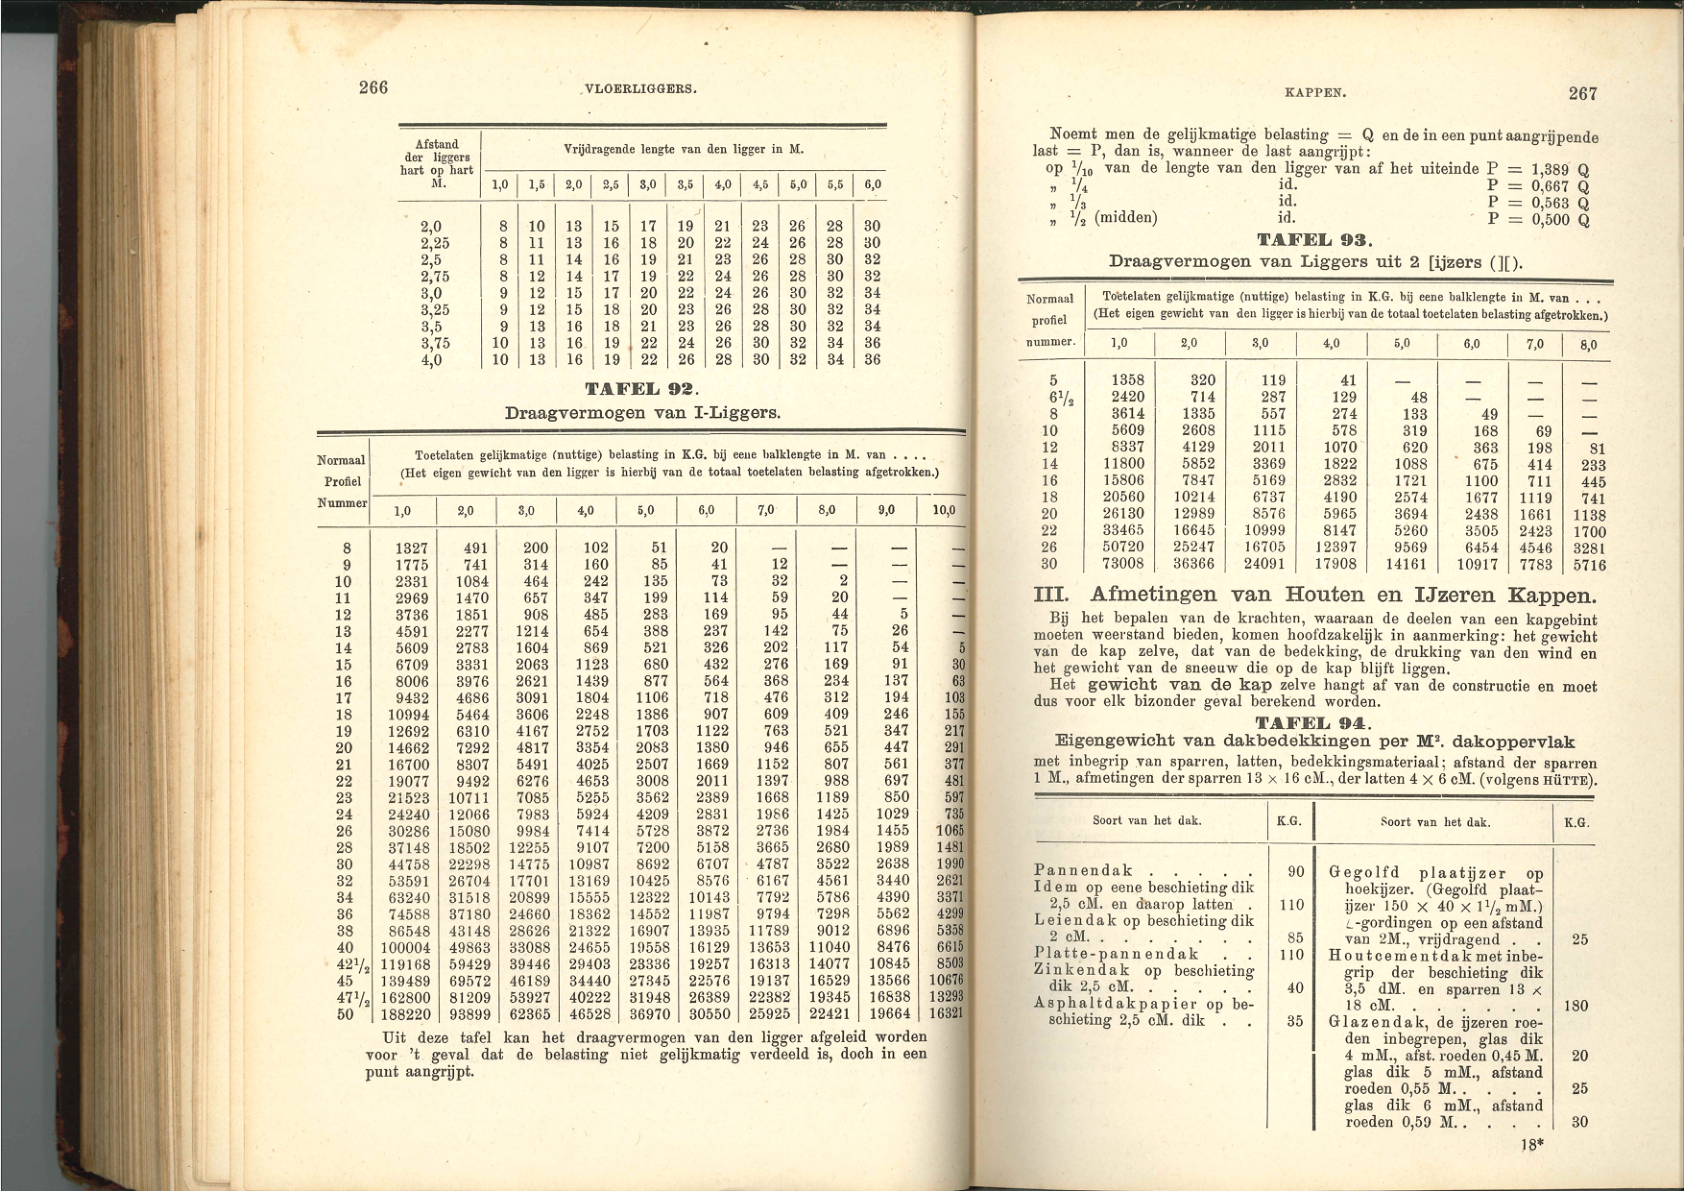 266
VLOERLIGGERS.
Afstand
der liggers
hart op hart
M.
Vrijdragende lengte van den ligger in M.
1,0 1,5 2,0 2,5 3,0 3,5 4,0 4,5 5,0 5,5 6,0
2,0 8 10 13 15 17 19 21 23 26 28 30
2,25 8 11 13 16 18 20 22 24 26 28 30
2,5 8 11 14 16 19 21 23 26 28 30 32
2,75 8 12 14 17 19 22 24 26 28 30 32
3,0 9 12 15 17 20 22 24 26 30 32 34
3,25 9 12 15 18 20 23 26 28 30 32 34
3,5 9 13 16 18 21 23 26 28 30 32 34
3,75 10 13 16 19 22 24 26 30 32 34 36
4,0 10 13 16 19 22 26 28 30 32 34 36
TAFEL 92.
Draagvermogen van I-Liggers.
Normaal
Profiel
Nummer
Toetelaten gelijkmatige (nuttige) belasting in K.G. bij eene balklengte in M. van . . . .
(Het eigen gewicht van den ligger is hierbij van de totaal toetelaten belasting afgetrokken.)
1,0 2,0 3,0 4,0 5,0 6,0 7,0 8,0 9,0 10,0
8 1327 491 200 102 51 20 — — — —
9 1775 741 314 160 85 41 12 — — —
10 2331 1084 464 242 135 73 32 2 — —
11 2969 1470 657 347 199 114 59 20 — —
12 3736 1851 908 485 283 169 95 44 5 —
13 4591 2277 1214 654 388 237 142 75 26 —
14 5609 2783 1604 869 521 326 202 117 54 5
15 6709 3331 2063 1123 680 432 276 169 91 30
16 8006 3976 2621 1439 877 564 368 234 137 63
17 9432 4686 3091 1804 1106 718 476 312 194 103
18 10994 5464 3606 2248 1386 907 609 409 246 155
19 12692 6310 4167 2752 1703 1122 763 521 347 217
20 14662 7292 4817 3354 2083 1380 946 655 447 291
21 16700 8307 5491 4025 2507 1669 1152 807 561 377
22 19077 9492 6276 4653 3008 2011 1397 988 697 481
23 21523 10711 7085 5255 3562 2389 1668 1189 850 597
24 24240 12066 7983 5924 4209 2831 1986 1425 1029 735
26 30286 15080 9984 7414 5728 3872 2736 1984 1455 1065
28 37148 18502 12255 9107 7200 5158 3665 2680 1989 1481
30 44758 22298 14775 10987 8692 6707 4787 3522 2638 1990
32 53591 26704 17701 13169 10425 8576 6167 4561 3440 2621
34 63240 31518 20899 15555 12322 10143 7792 5786 4390 3371
36 74588 37180 24660 18362 14552 11987 9794 7298 5562 4299
38 86548 43148 28626 21322 16907 13935 11789 9012 6896 5358
40 100004 49863 33088 24655 19558 16129 13653 11040 8476 6615
42½ 119168 59429 39446 29403 23336 19257 16313 14077 10845 8503
45 139489 69572 46189 34440 27345 22576 19137 16529 13566 10676
47½ 162800 81209 53927 40222 31948 26389 22382 19345 16838 13293
50 188220 93899 62365 46528 36970 30550 25925 22421 19664 16321
Uit deze tafel kan het draagvermogen van den ligger afgeleid worden
voor 't geval dat de belasting niet gelijkmatig verdeeld is, doch in een
punt aangrijpt.
KAPPEN.
267
Noemt men de gelijkmatige belasting = Q en de in een punt aangrijpende
last = P, dan is, wanneer de last aangrijpt:
op 1/10 van de lengte van den ligger van af het uiteinde P = 1,389 Q
„ 1/4 id. P = 0,667 Q
„ 1/3 id. P = 0,563 Q
„ 1/2 (midden) id. P = 0,500 Q
TAFEL 93.
Draagvermogen van Liggers uit 2 [ijzers (][).
Normaal
profiel
nummer.
Toetelaten gelijkmatige (nuttige) belasting in K.G. bij eene balklengte in M. van . . .
(Het eigen gewicht van den ligger is hierbij van de totaal toetelaten belasting afgetrokken.)
1,0 2,0 3,0 4,0 5,0 6,0 7,0 8,0
5 1358 320 119 41 — — — —
6½ 2420 714 287 129 48 — — —
8 3614 1335 557 274 133 49 — —
10 5609 2608 1115 578 319 168 69 —
12 8337 4129 2011 1070 620 363 198 81
14 11800 5852 3369 1822 1088 675 414 233
16 15806 7847 5169 2832 1721 1100 711 445
18 20560 10214 6737 4190 2574 1677 1119 741
20 26130 12989 8576 5965 3694 2438 1661 1138
22 33465 16645 10999 8147 5260 3505 2423 1700
26 50720 25247 16705 12397 9569 6454 4546 3281
30 73008 36366 24091 17908 14161 10917 7783 5716
III. Afmetingen van Houten en IJzeren Kappen.
Bij het bepalen van de krachten, waaraan de deelen van een kapgebint
moeten weerstand bieden, komen hoofdzakelijk in aanmerking: het gewicht
van de kap zelve, dat van de bedekking, de drukking van den wind en
het gewicht van de sneeuw die op de kap blijft liggen.
Het gewicht van de kap zelve hangt af van de constructie en moet
dus voor elk bizonder geval berekend worden.
TAFEL 94.
Eigengewicht van dakbedekkingen per M². dakoppervlak
met inbegrip van sparren, latten, bedekkingsmateriaal; afstand der sparren
1 M., afmetingen der sparren 13 × 16 cM., der latten 4 × 6 cM. (volgens HÜTTE).
Soort van het dak. K.G.
Pannendak . . . . . 90
Idem op eene beschieting dik
2,5 cM. en daarop latten . 110
Leiendak op beschieting dik
2 cM. . . . . . . . 85
Platte-pannendak . . 110
Zinkendak op beschieting
dik 2,5 cM. . . . . . 40
Asphaltdakpapier op be-
schieting 2,5 cM. dik . . 35
Soort van het dak. K.G.
Gegolfd plaatijzer op
hoekijzer. (Gegolfd plaat-
ijzer 150 × 40 × 1½ mM.)
∟-gordingen op een afstand
van 2M., vrijdragend . . 25
Houtcementdak met inbe-
grip der beschieting dik
3,5 dM. en sparren 13 ×
18 cM. . . . . . . 180
Glazendak, de ijzeren roe-
den inbegrepen, glas dik
4 mM., afst. roeden 0,45 M. 20
glas dik 5 mM., afstand
roeden 0,55 M. . . . . 25
glas dik 6 mM., afstand
roeden 0,59 M. . . . . 30
18*